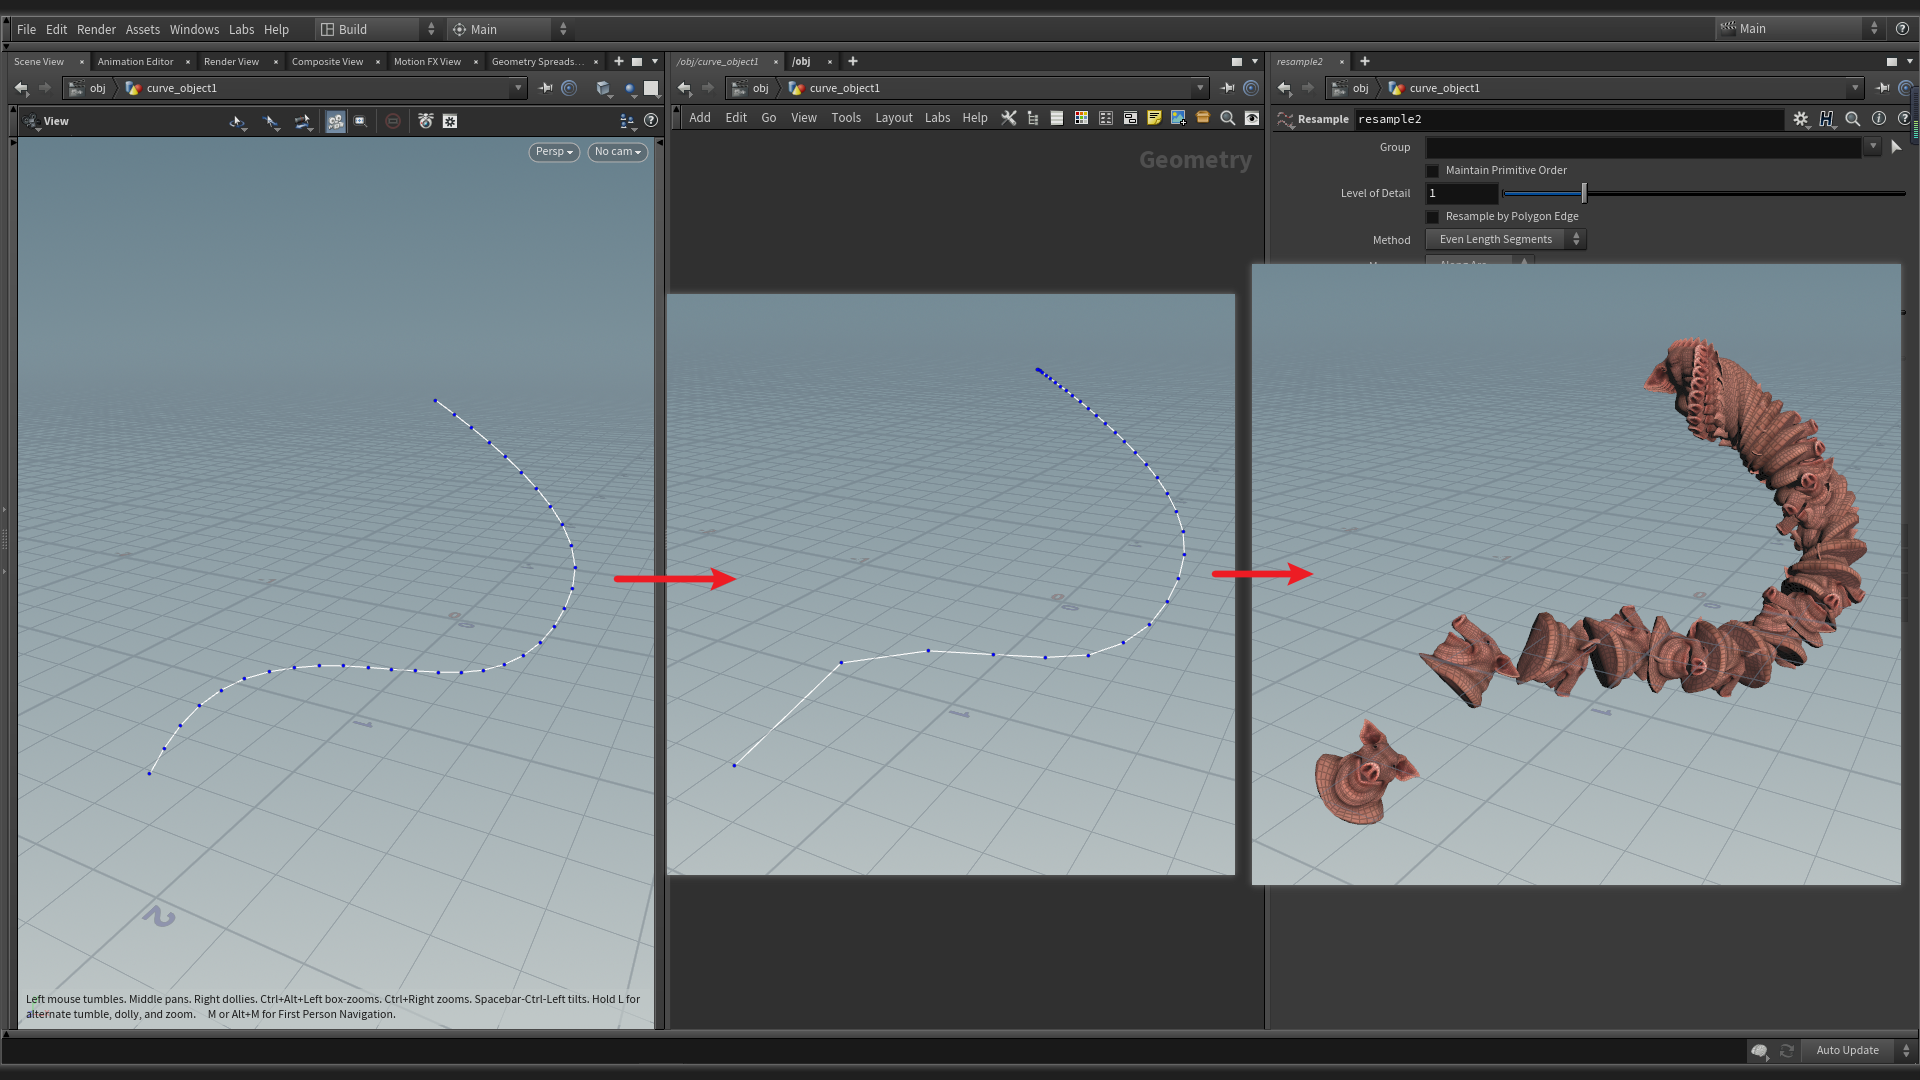 File Edit Render Assets Windows Labs Help Build Main Main
Scene View Animation Editor Render View Composite View Motion FX View Geometry Spreads...
/obj/curve_object1 /obj
resample2
obj curve_object1
obj curve_object1
obj curve_object1
View
Add Edit Go View Tools Layout Labs Help
Resample resample2
Persp No cam
Geometry
Group
Maintain Primitive Order
Level of Detail 1
Resample by Polygon Edge
Method Even Length Segments
1
2
1
1
Left mouse tumbles. Middle pans. Right dollies. Ctrl+Alt+Left box-zooms. Ctrl+Right zooms. Spacebar-Ctrl-Left tilts. Hold L for
alternate tumble, dolly, and zoom. M or Alt+M for First Person Navigation.
Auto Update